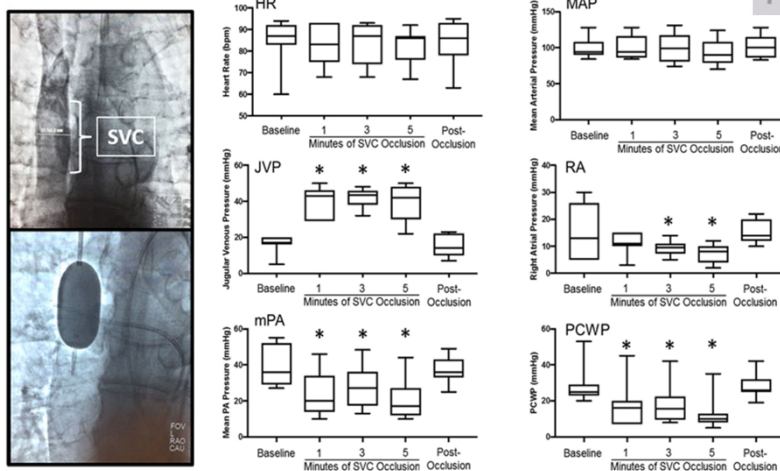 SVC
FOV
L
RAO
CAU
HR
Heart Rate (bpm)
100
90
80
70
60
50
Baseline
1
3
5
Post-
Occlusion
Minutes of SVC Occlusion
MAP
Mean Arterial Pressure (mmHg)
150
100
50
0
Baseline
1
3
5
Post-
Occlusion
Minutes of SVC Occlusion
JVP
Jugular Venous Pressure (mmHg)
60
40
20
0
* * *
Baseline
1
3
5
Post-
Occlusion
Minutes of SVC Occlusion
RA
Right Atrial Pressure (mmHg)
40
30
20
10
0
* *
Baseline
1
3
5
Post-
Occlusion
Minutes of SVC Occlusion
mPA
Mean PA Pressure (mmHg)
60
40
20
0
* * *
Baseline
1
3
5
Post-
Occlusion
Minutes of SVC Occlusion
PCWP
PCWP (mmHg)
60
40
20
0
* * *
Baseline
1
3
5
Post-
Occlusion
Minutes of SVC Occlusion